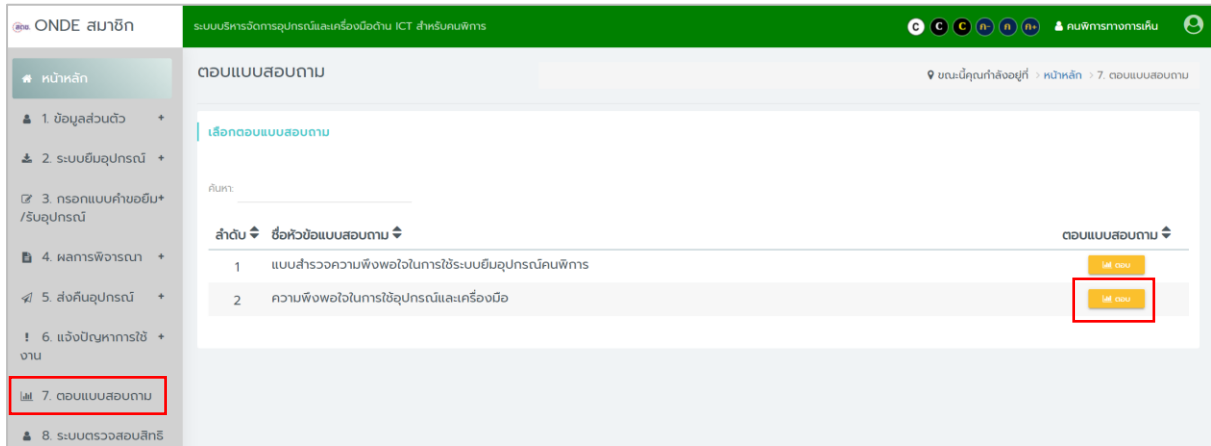 สดช. ONDE สมาชิก
ระบบบริหารจัดการอุปกรณ์และเครื่องมือด้าน ICT สำหรับคนพิการ
C C C ก- ก ก+ คนพิการทางการเห็น
หน้าหลัก
1. ข้อมูลส่วนตัว +
2. ระบบยืมอุปกรณ์ +
3. กรอกแบบคำขอยืม+
/รับอุปกรณ์
4. ผลการพิจารณา +
5. ส่งคืนอุปกรณ์ +
6. แจ้งปัญหาการใช้ +
งาน
7. ตอบแบบสอบถาม
8. ระบบตรวจสอบสิทธิ
ตอบแบบสอบถาม
ขณะนี้คุณกำลังอยู่ที่ > หน้าหลัก > 7. ตอบแบบสอบถาม
เลือกตอบแบบสอบถาม
ค้นหา:
ลำดับ ชื่อหัวข้อแบบสอบถาม ตอบแบบสอบถาม
1 แบบสำรวจความพึงพอใจในการใช้ระบบยืมอุปกรณ์คนพิการ ตอบ
2 ความพึงพอใจในการใช้อุปกรณ์และเครื่องมือ ตอบ